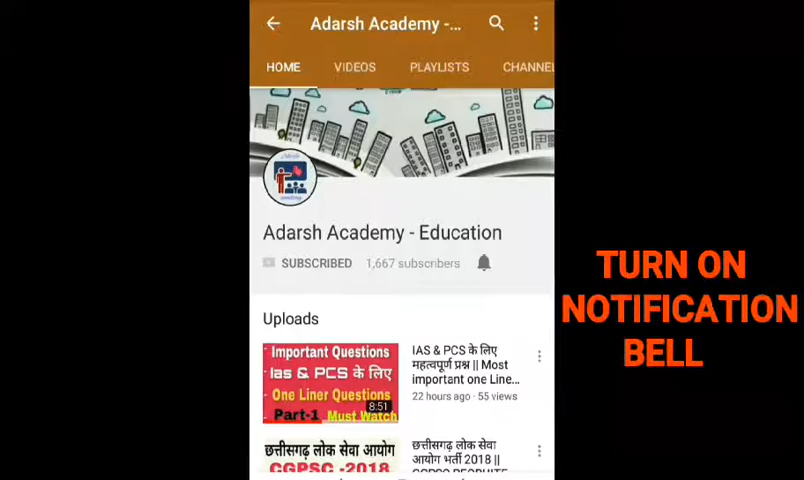 Adarsh Academy -...
HOME
VIDEOS
PLAYLISTS
CHANNEL
Adarsh Academy - Education
SUBSCRIBED
1,667 subscribers
TURN ON
NOTIFICATION
BELL
Uploads
Important Questions
Ias & PCS के लिए
One Liner Questions
8:51
Part-1 Must Watch
IAS & PCS के लिए
महत्वपूर्ण प्रश्न || Most
important one Line...
22 hours ago · 55 views
छत्तीसगढ़ लोक सेवा आयोग
CGPSC -2018
छत्तीसगढ़ लोक सेवा
आयोग भर्ती 2018 ||